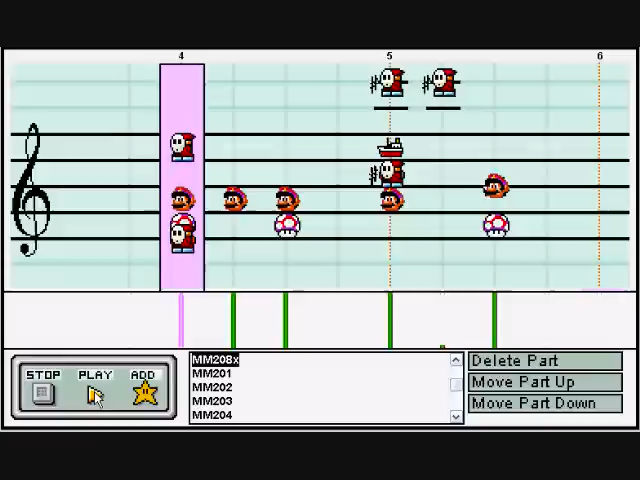 4 5 6
STOP PLAY ADD
MM208x
MM201
MM202
MM203
MM204
Delete Part
Move Part Up
Move Part Down